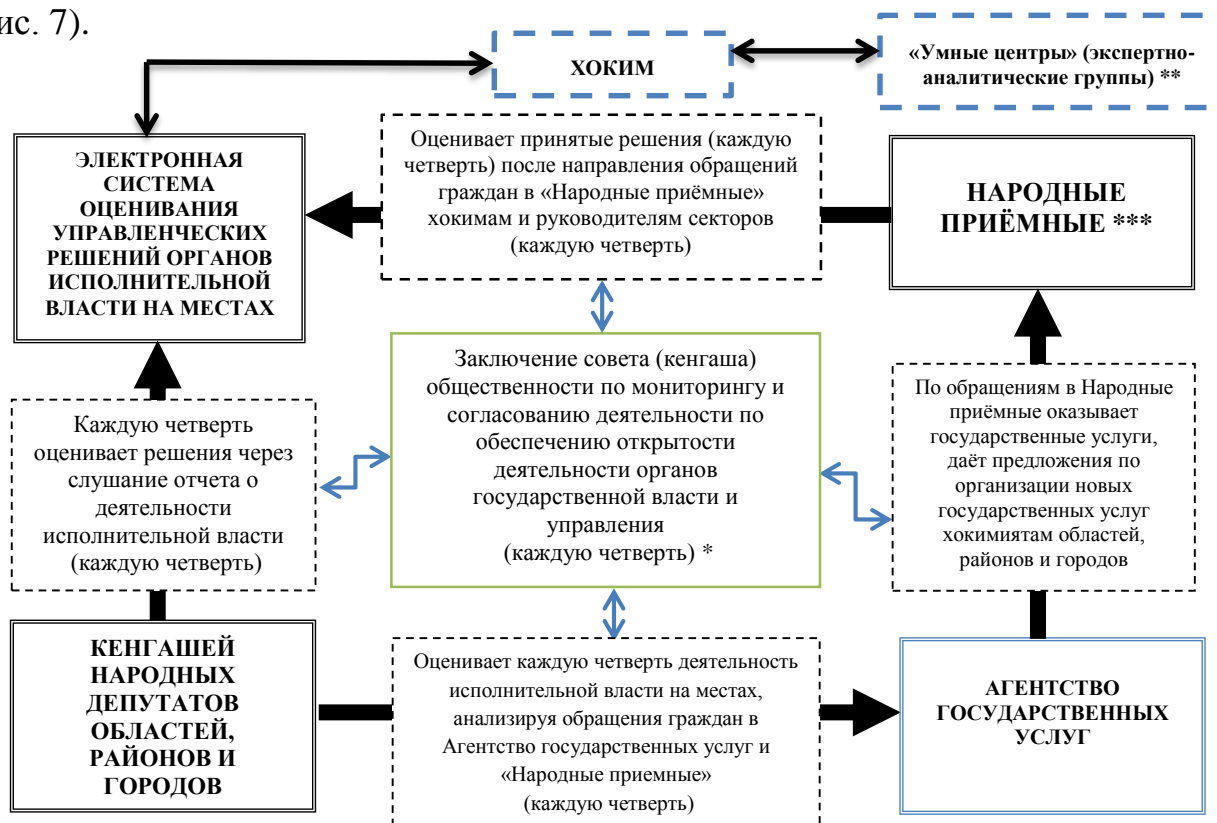 ис. 7).
ХОКИМ
«Умные центры» (экспертно-
аналитические группы) **
ЭЛЕКТРОННАЯ
СИСТЕМА
ОЦЕНИВАНИЯ
УПРАВЛЕНЧЕСКИХ
РЕШЕНИЙ ОРГАНОВ
ИСПОЛНИТЕЛЬНОЙ
ВЛАСТИ НА МЕСТАХ
Оценивает принятые решения (каждую
четверть) после направления обращений
граждан в «Народные приёмные»
хокимам и руководителям секторов
(каждую четверть)
НАРОДНЫЕ
ПРИЁМНЫЕ ***
Каждую четверть
оценивает решения через
слушание отчета о
деятельности
исполнительной власти
(каждую четверть)
Заключение совета (кенгаша)
общественности по мониторингу и
согласованию деятельности по
обеспечению открытости
деятельности органов
государственной власти и
управления
(каждую четверть) *
По обращениям в Народные
приёмные оказывает
государственные услуги,
даёт предложения по
организации новых
государственных услуг
хокимиятам областей,
районов и городов
КЕНГАШЕЙ
НАРОДНЫХ
ДЕПУТАТОВ
ОБЛАСТЕЙ,
РАЙОНОВ И
ГОРОДОВ
Оценивает каждую четверть деятельность
исполнительной власти на местах,
анализируя обращения граждан в
Агентство государственных услуг и
«Народные приемные»
(каждую четверть)
АГЕНТСТВО
ГОСУДАРСТВЕННЫХ
УСЛУГ